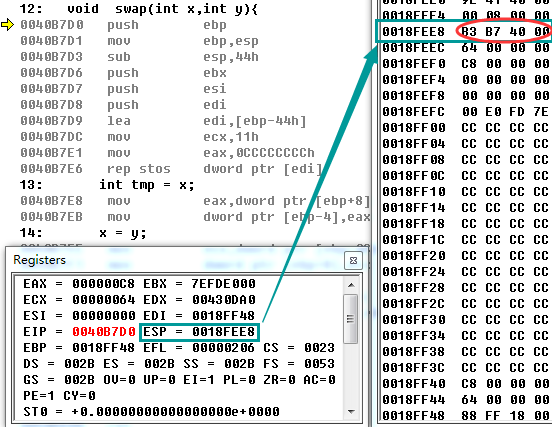 12:   void  swap(int x,int y){
0040B7D0   push        ebp
0040B7D1   mov         ebp,esp
0040B7D3   sub         esp,44h
0040B7D6   push        ebx
0040B7D7   push        esi
0040B7D8   push        edi
0040B7D9   lea         edi,[ebp-44h]
0040B7DC   mov         ecx,11h
0040B7E1   mov         eax,0CCCCCCCCh
0040B7E6   rep stos    dword ptr [edi]
13:       int tmp = x;
0040B7E8   mov         eax,dword ptr [ebp+8]
0040B7EB   mov         dword ptr [ebp-4],eax
14:       x = y;
Registers
EAX = 000000C8 EBX = 7EFDE000
ECX = 00000064 EDX = 00430DA0
ESI = 00000000 EDI = 0018FF48
EIP = 0040B7D0 ESP = 0018FEE8
EBP = 0018FF48 EFL = 00000206 CS = 0023
DS = 002B ES = 002B SS = 002B FS = 0053
GS = 002B OV=0 UP=0 EI=1 PL=0 ZR=0 AC=0
PE=1 CY=0
ST0 = +0.0000000000000000e+0000
0018FEE4  00 08 00 00
0018FEE8  B3 B7 40 00
0018FEEC  64 00 00 00
0018FEF0  C8 00 00 00
0018FEF4  00 00 00 00
0018FEF8  00 00 00 00
0018FEFC  00 E0 FD 7E
0018FF00  CC CC CC CC
0018FF04  CC CC CC CC
0018FF08  CC CC CC CC
0018FF0C  CC CC CC CC
0018FF10  CC CC CC CC
0018FF14  CC CC CC CC
0018FF18  CC CC CC CC
0018FF1C  CC CC CC CC
0018FF20  CC CC CC CC
0018FF24  CC CC CC CC
0018FF28  CC CC CC CC
0018FF2C  CC CC CC CC
0018FF30  CC CC CC CC
0018FF34  CC CC CC CC
0018FF38  CC CC CC CC
0018FF3C  CC CC CC CC
0018FF40  C8 00 00 00
0018FF44  64 00 00 00
0018FF48  88 FF 18 00